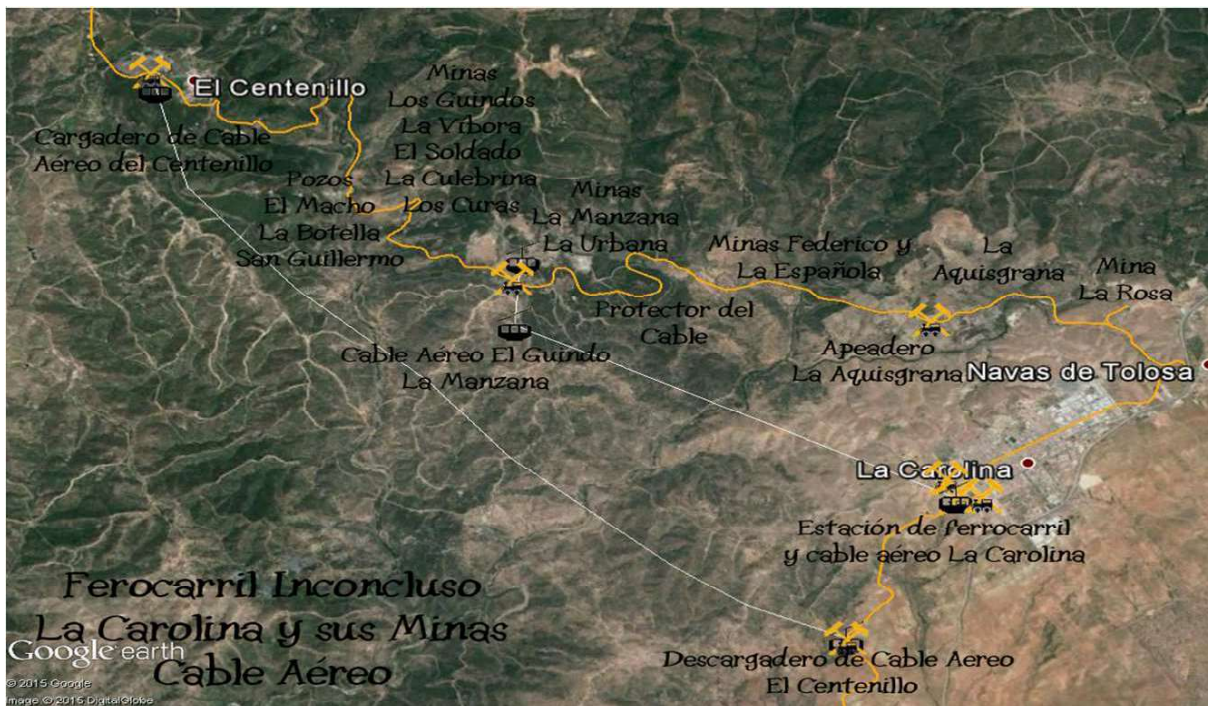 El Centenillo
Cargadero de Cable
Aéreo del Centenillo
Minas
Los Guindos
La Víbora
El Soldado
La Culebrina
Los Curas
Pozos
El Macho
La Botella
San Guillermo
Minas
La Manzana
La Urbana
Minas Federico y
La Española
La
Aquisgrana
Mina
La Rosa
Protector del
Cable
Cable Aéreo El Guindo
La Manzana
Apeadero
La Aquisgrana
Navas de Tolosa
La Carolina
Estación de ferrocarril
y cable aéreo La Carolina
Descargadero de Cable Aereo
El Centenillo
Ferocarril Inconcluso
La Carolina y sus Minas
Cable Aéreo
Google earth
© 2015 Google
Image © 2015 DigitalGlobe